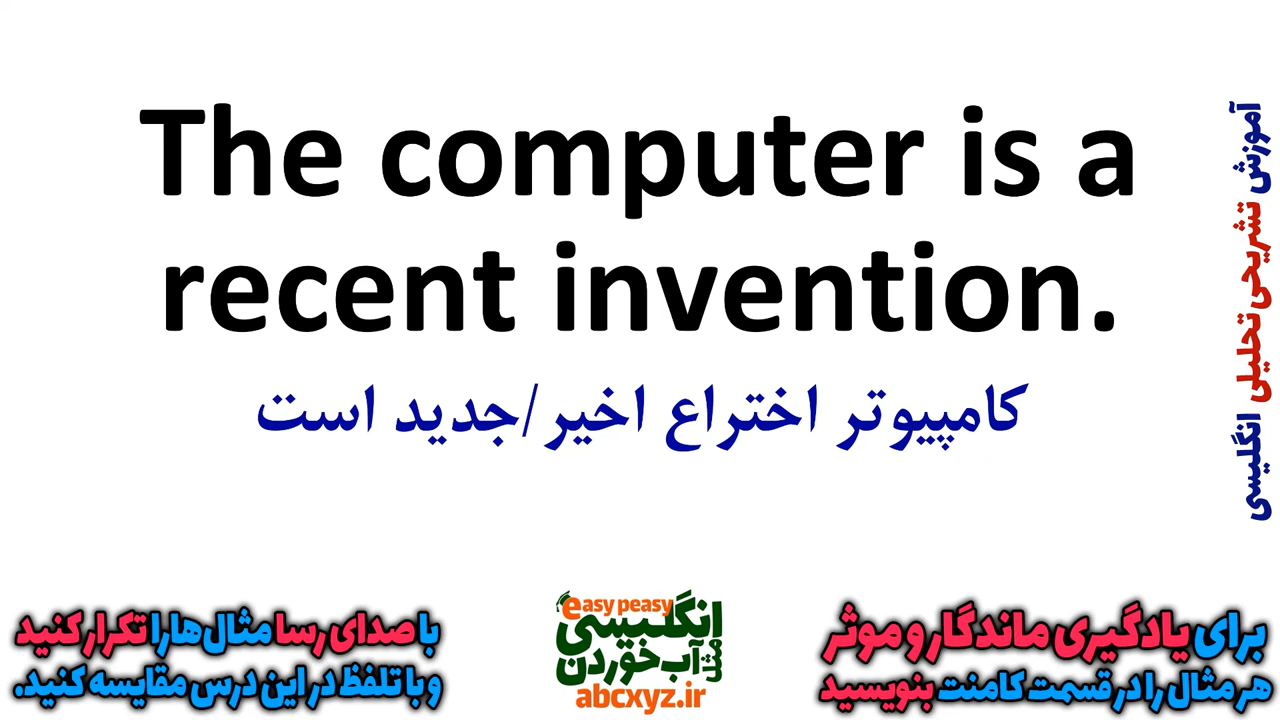 The computer is a
recent invention.
کامپیوتر اختراع اخیر/جدید است
آموزش تشریحی تحلیلی انگلیسی
برای یادگیری ماندگار و موثر
هر مثال را در قسمت کامنت بنویسید
easy peasy
انگلیسی
مثل آب خوردن
abcxyz.ir
با صدای رسا مثال‌ها را تکرار کنید
و با تلفظ در این درس مقایسه کنید.